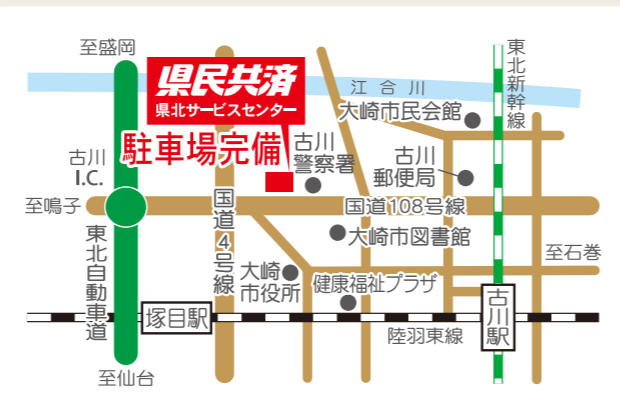 至盛岡
県民共済
県北サービスセンター
駐車場完備
江合川
東北新幹線
大崎市民会館
古川
I.C.
古川
警察署
古川
郵便局
至鳴子
国道4号線
国道108号線
東北自動車道
大崎市図書館
至石巻
大崎
市役所
健康福祉プラザ
塚目駅
古川駅
陸羽東線
至仙台